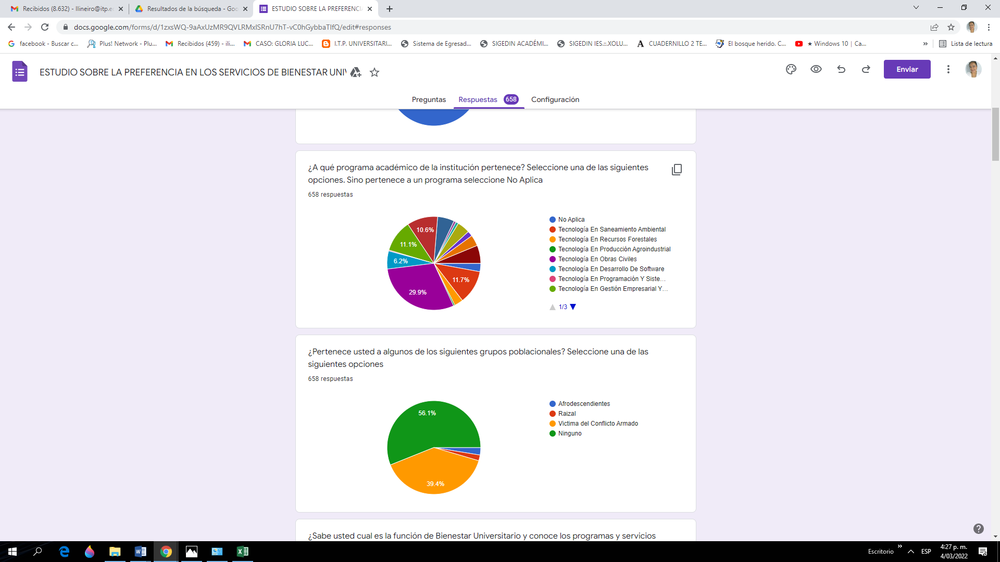 Recibidos (8.632) - Ilineiro@itp.e
Resultados de la búsqueda - Goo
ESTUDIO SOBRE LA PREFERENCI
docs.google.com/forms/d/1zxsWQ-9aAxUzMR9QVLRMxlSRnU7hT-vC0hGybbaTlfQ/edit#responses
facebook - Buscar c...
Plus! Network - Plu...
Recibidos (459) - ili...
CASO: GLORIA LUC...
I.T.P. UNIVERSITARI...
Sistema de Egresad...
SIGEDIN ACADÉMI...
SIGEDIN IES.::.XOLU...
CUADERNILLO 2 TE...
El bosque herido. C...
★ Windows 10 | Ca...
»
Lista de lectura
ESTUDIO SOBRE LA PREFERENCIA EN LOS SERVICIOS DE BIENESTAR UNIV
Enviar
Preguntas
Respuestas 658
Configuración
¿A qué programa académico de la institución pertenece? Seleccione una de las siguientes
opciones. Sino pertenece a un programa seleccione No Aplica
658 respuestas
10.6%
11.1%
6.2%
29.9%
11.7%
No Aplica
Tecnología En Saneamiento Ambiental
Tecnología En Recursos Forestales
Tecnología En Producción Agroindustrial
Tecnología En Obras Civiles
Tecnología En Desarrollo De Software
Tecnología En Programación Y Siste...
Tecnología En Gestión Empresarial Y...
1/3
¿Pertenece usted a algunos de los siguientes grupos poblacionales? Seleccione una de las
siguientes opciones
658 respuestas
56.1%
39.4%
Afrodescendientes
Raizal
Victima del Conflicto Armado
Ninguno
¿Sabe usted cual es la función de Bienestar Universitario y conoce los programas y servicios
Escritorio
»
ESP
4:27 p. m.
4/03/2022